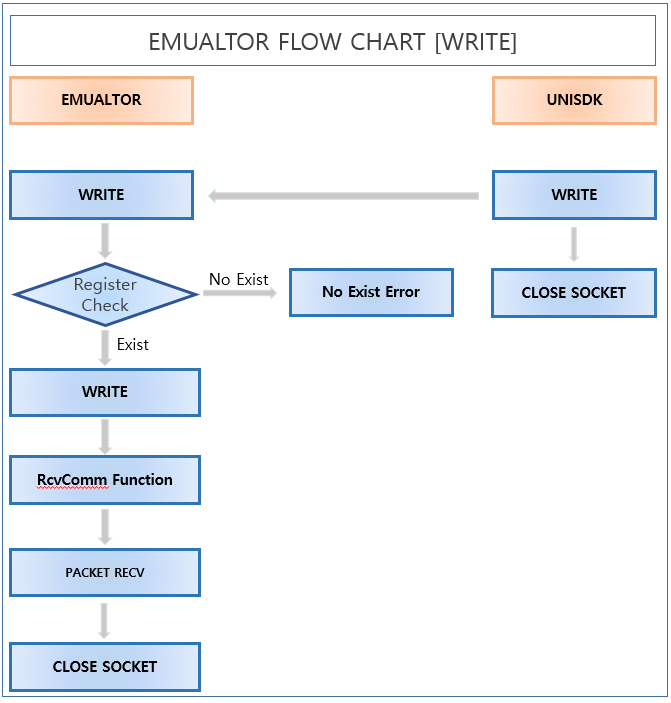 EMUALTOR FLOW CHART [WRITE]
EMUALTOR
UNISDK
WRITE
WRITE
Register
Check
No Exist
No Exist Error
CLOSE SOCKET
Exist
WRITE
RcvComm Function
PACKET RECV
CLOSE SOCKET